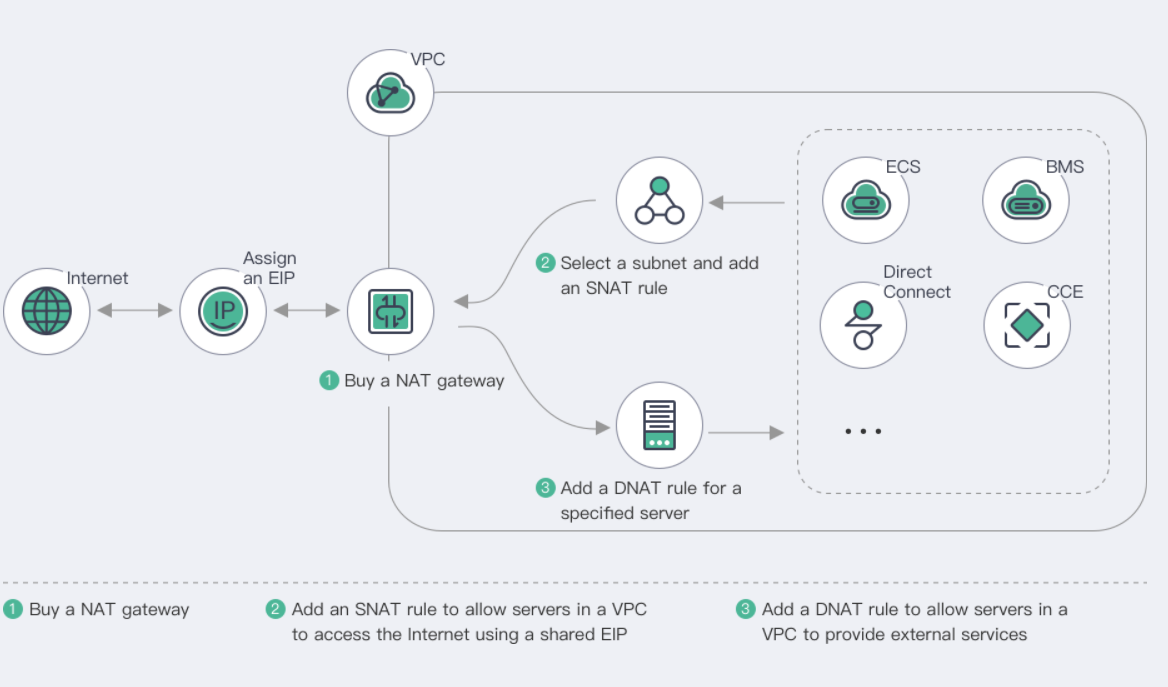 VPC
ECS
BMS
Internet
Assign
an EIP
IP
2 Select a subnet and add
an SNAT rule
Direct
Connect
CCE
1 Buy a NAT gateway
...
3 Add a DNAT rule for a
specified server
1 Buy a NAT gateway
2 Add an SNAT rule to allow servers in a VPC
to access the Internet using a shared EIP
3 Add a DNAT rule to allow servers in a
VPC to provide external services